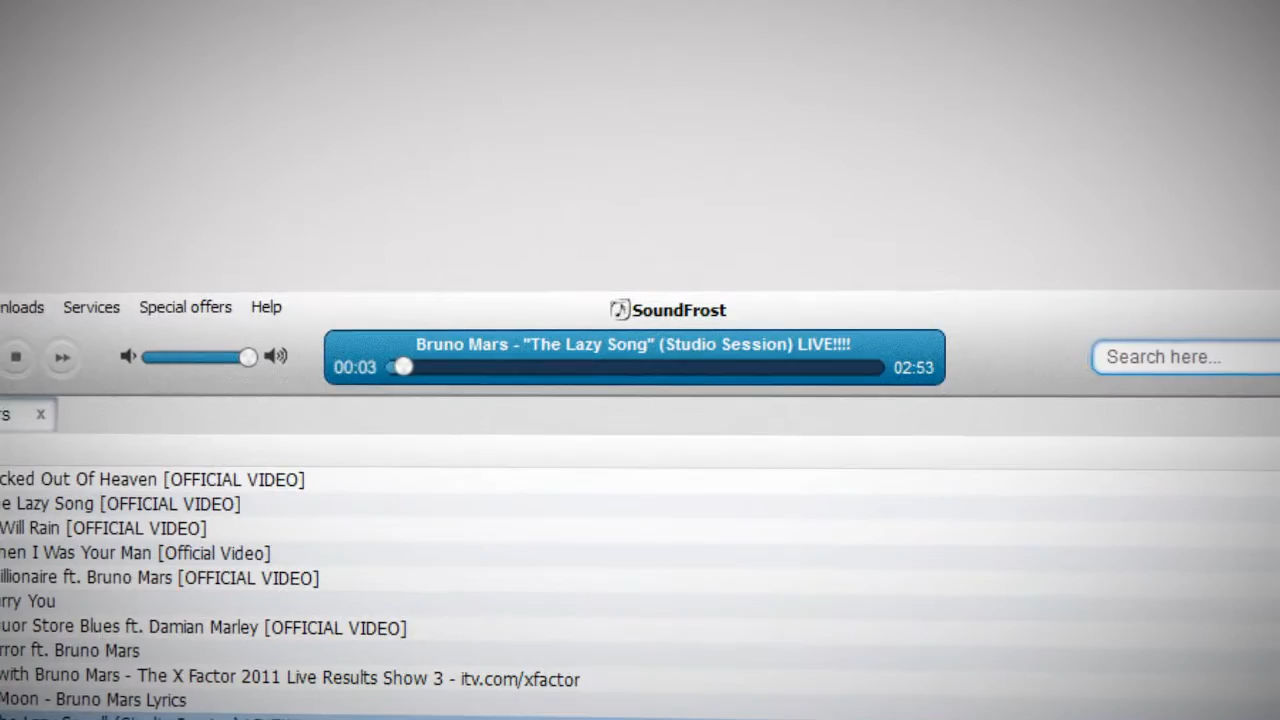 nloads Services Special offers Help
SoundFrost
Bruno Mars - "The Lazy Song" (Studio Session) LIVE!!!!
00:03 02:53
Search here...
rs x
cked Out Of Heaven [OFFICIAL VIDEO]
e Lazy Song [OFFICIAL VIDEO]
Will Rain [OFFICIAL VIDEO]
hen I Was Your Man [Official Video]
illionaire ft. Bruno Mars [OFFICIAL VIDEO]
rry You
uor Store Blues ft. Damian Marley [OFFICIAL VIDEO]
rror ft. Bruno Mars
with Bruno Mars - The X Factor 2011 Live Results Show 3 - itv.com/xfactor
Moon - Bruno Mars Lyrics